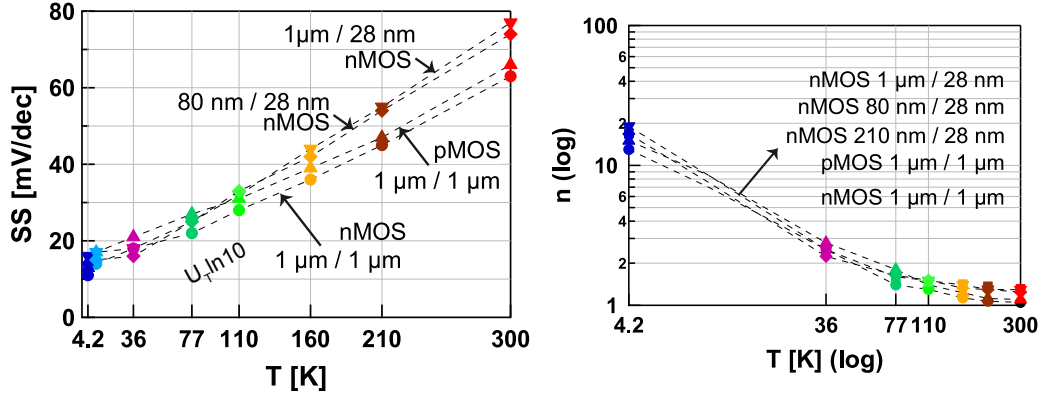 80
60
40
20
0
SS [mV/dec]
1µm / 28 nm
nMOS
80 nm / 28 nm
nMOS
pMOS
1 µm / 1 µm
nMOS
1 µm / 1 µm
UTln10
4.2 36 77 110 160 210 300
T [K]
100
4
2
10
6
4
2
1
n (log)
nMOS 1 µm / 28 nm
nMOS 80 nm / 28 nm
nMOS 210 nm / 28 nm
pMOS 1 µm / 1 µm
nMOS 1 µm / 1 µm
4.2 36 77 110 300
T [K] (log)